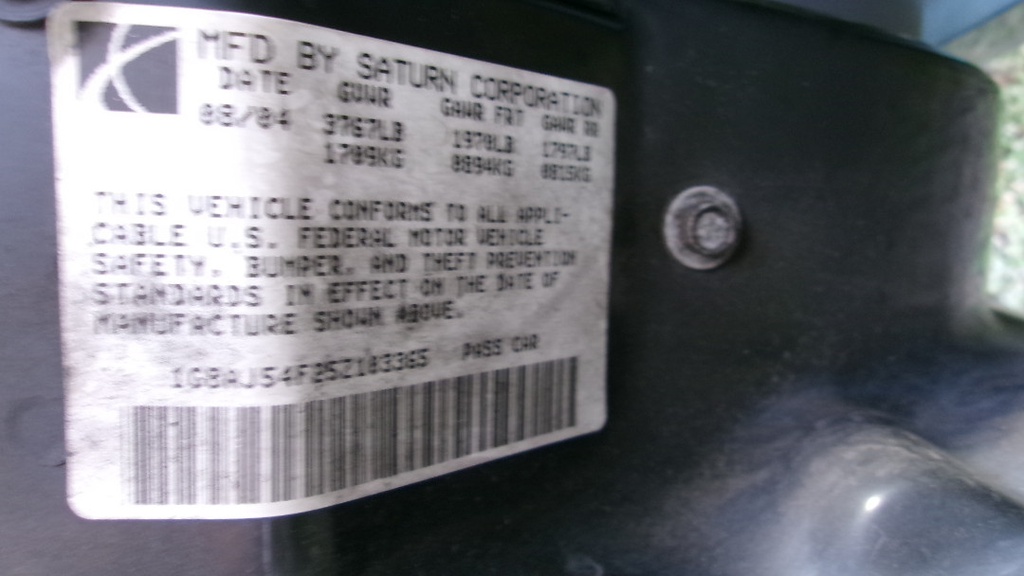 MFD BY SATURN CORPORATION
DATE GVWR GAWR FRT GAWR RR
08/04 3767LB 1970LB 1797LB
1709KG 0894KG 0815KG
THIS VEHICLE CONFORMS TO ALL APPLI-
CABLE U.S. FEDERAL MOTOR VEHICLE
SAFETY, BUMPER, AND THEFT PREVENTION
STANDARDS IN EFFECT ON THE DATE OF
MANUFACTURE SHOWN ABOVE.
1G8AJ54F05Z103365 PASS CAR